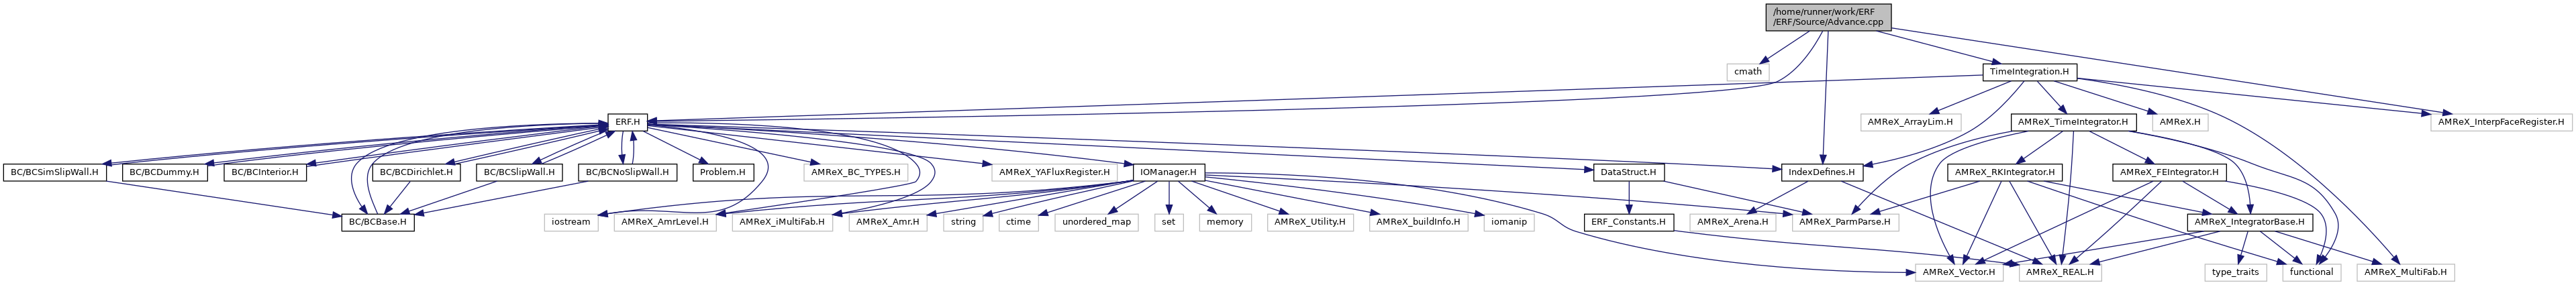 /home/runner/work/ERF
/ERF/Source/Advance.cpp
cmath
TimeIntegration.H
ERF.H
AMReX_ArrayLim.H
AMReX_TimeIntegrator.H
AMReX.H
AMReX_InterpFaceRegister.H
BC/BCSimSlipWall.H
BC/BCDummy.H
BC/BCInterior.H
BC/BCDirichlet.H
BC/BCSlipWall.H
BC/BCNoSlipWall.H
Problem.H
AMReX_BC_TYPES.H
AMReX_YAFluxRegister.H
IOManager.H
DataStruct.H
IndexDefines.H
AMReX_RKIntegrator.H
AMReX_FEIntegrator.H
BC/BCBase.H
iostream
AMReX_AmrLevel.H
AMReX_iMultiFab.H
AMReX_Amr.H
string
ctime
unordered_map
set
memory
AMReX_Utility.H
AMReX_buildInfo.H
iomanip
ERF_Constants.H
AMReX_Arena.H
AMReX_ParmParse.H
AMReX_IntegratorBase.H
AMReX_Vector.H
AMReX_REAL.H
type_traits
functional
AMReX_MultiFab.H